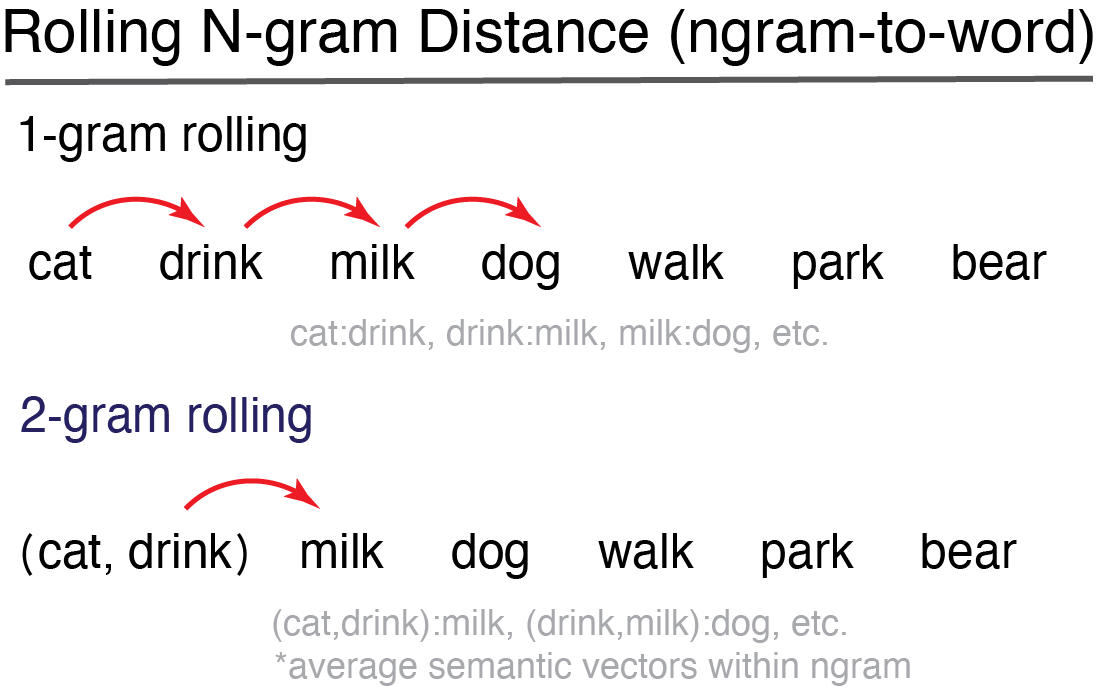 Rolling N-gram Distance (ngram-to-word)
1-gram rolling
cat drink milk dog walk park bear
cat:drink, drink:milk, milk:dog, etc.
2-gram rolling
(cat, drink) milk dog walk park bear
(cat,drink):milk, (drink,milk):dog, etc.
*average semantic vectors within ngram